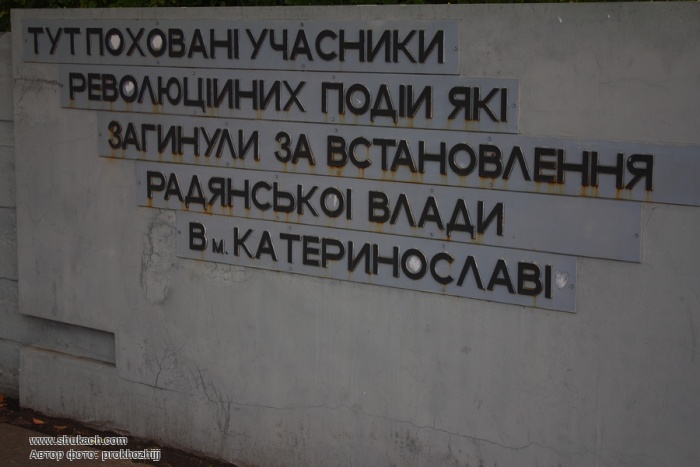 ТУТ ПОХОВАНІ УЧАСНИКИ
РЕВОЛЮЦІЙНИХ ПОДІЙ ЯКІ
ЗАГИНУЛИ ЗА ВСТАНОВЛЕННЯ
РАДЯНСЬКОЇ ВЛАДИ
В м. КАТЕРИНОСЛАВІ
www.shukach.com
Автор фото: prokhozhijj